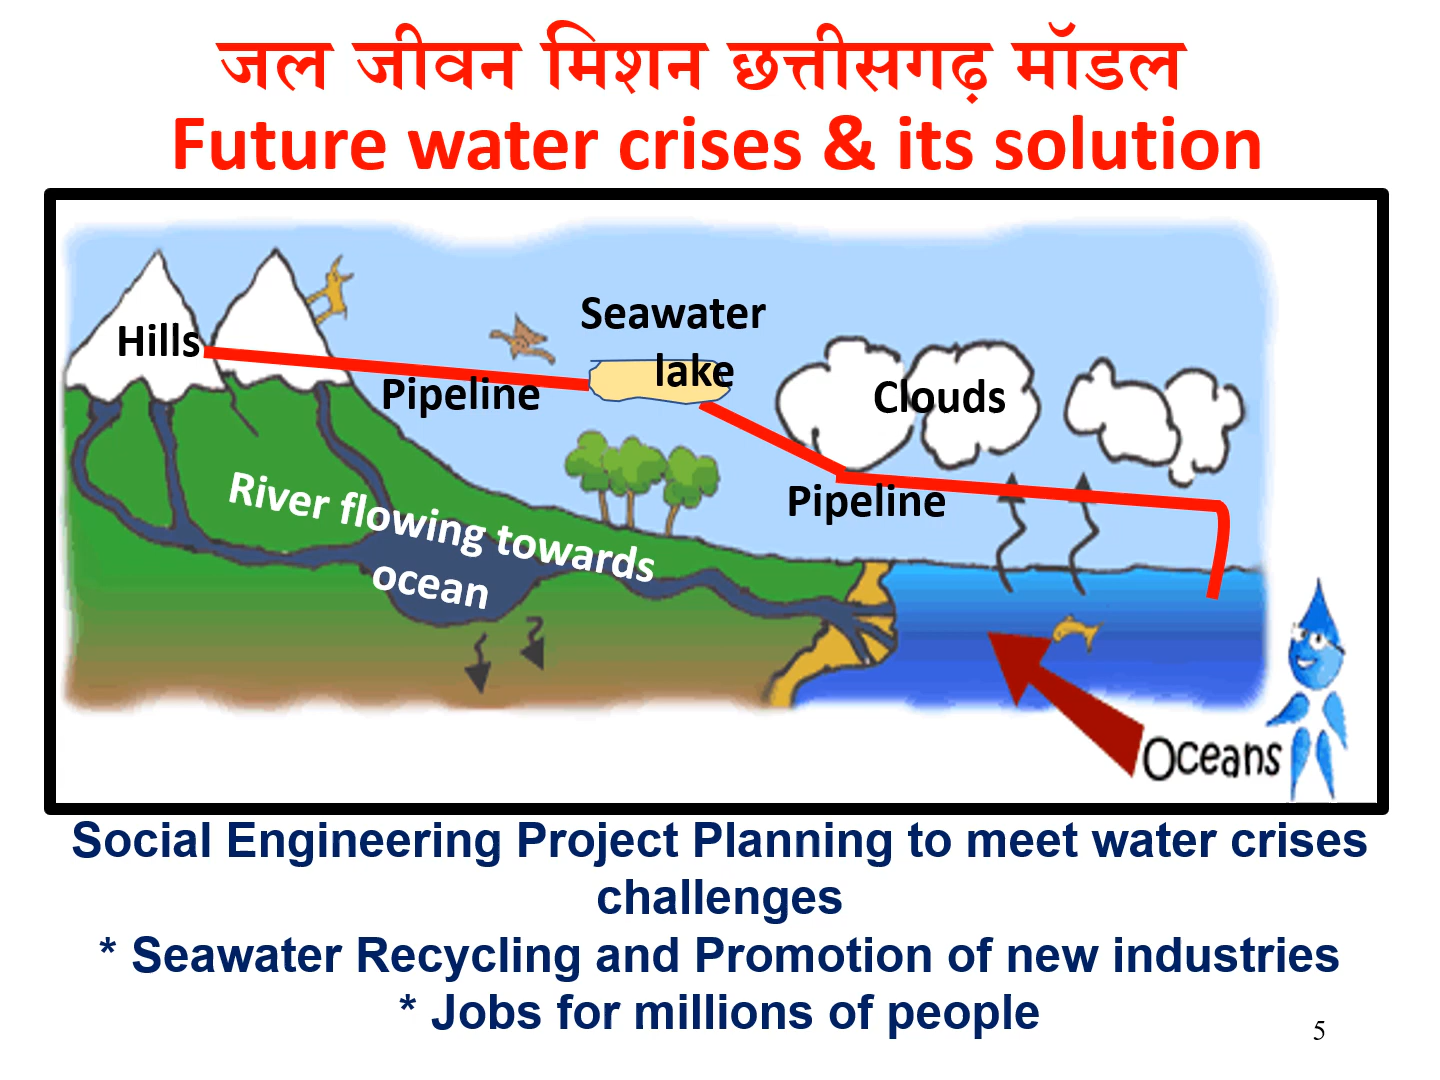 जल जीवन मिशन छत्तीसगढ़ मॉडल
Future water crises & its solution
Hills
Pipeline
Seawater
lake
Clouds
Pipeline
River flowing towards
ocean
Oceans
Social Engineering Project Planning to meet water crises
challenges
* Seawater Recycling and Promotion of new industries
* Jobs for millions of people
5